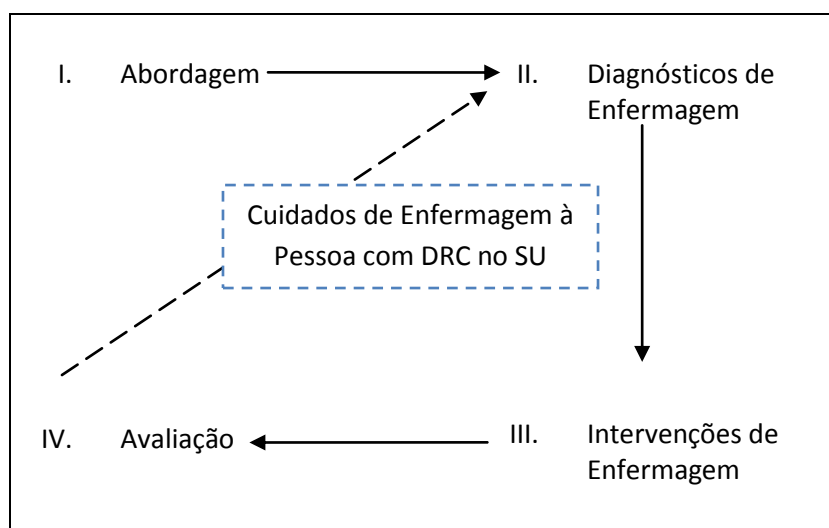 I. Abordagem
II. Diagnósticos de
Enfermagem
Cuidados de Enfermagem à
Pessoa com DRC no SU
IV. Avaliação
III. Intervenções de
Enfermagem